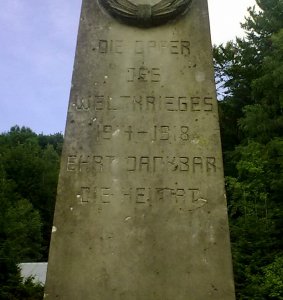 DIE OPFER
DES
WELTKRIEGES
1914-1918
EHRT DANKBAR
DIE HEIMAT